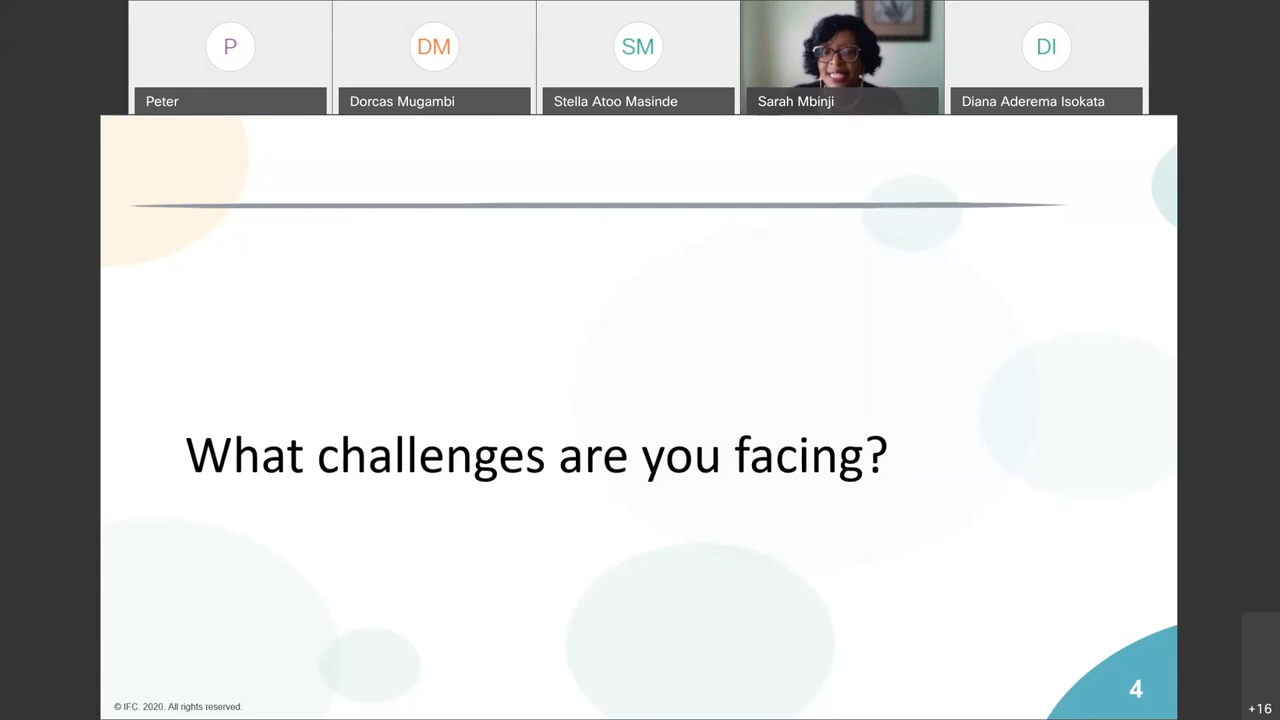 P
DM
SM
DI
Peter
Dorcas Mugambi
Stella Atoo Masinde
Sarah Mbinji
Diana Aderema Isokata
What challenges are you facing?
4
© IFC. 2020. All rights reserved.
+16